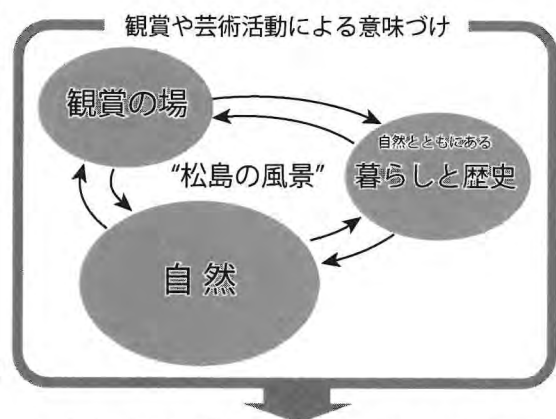 観賞や芸術活動による意味づけ
観賞の場
自然とともにある
暮らしと歴史
“松島の風景”
自然